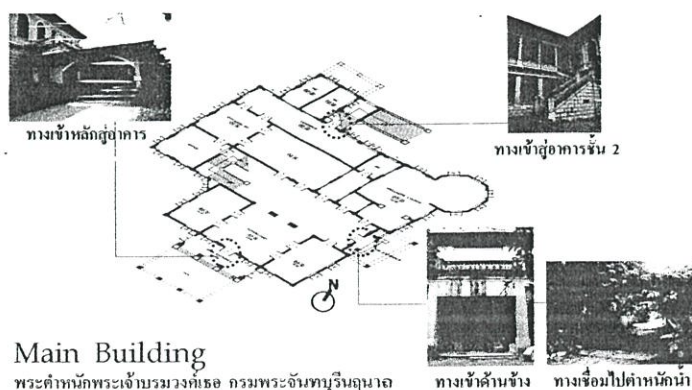 ทางเข้าหลักสู่อาคาร
ทางเข้าสู่อาคารชั้น 2
N
Main Building
พระตำหนักพระเจ้าบรมวงศ์เธอ กรมพระจันทบุรีนฤนาถ
ทางเข้าด้านข้าง
ทางเชื่อมไปตำหนักน้ำ